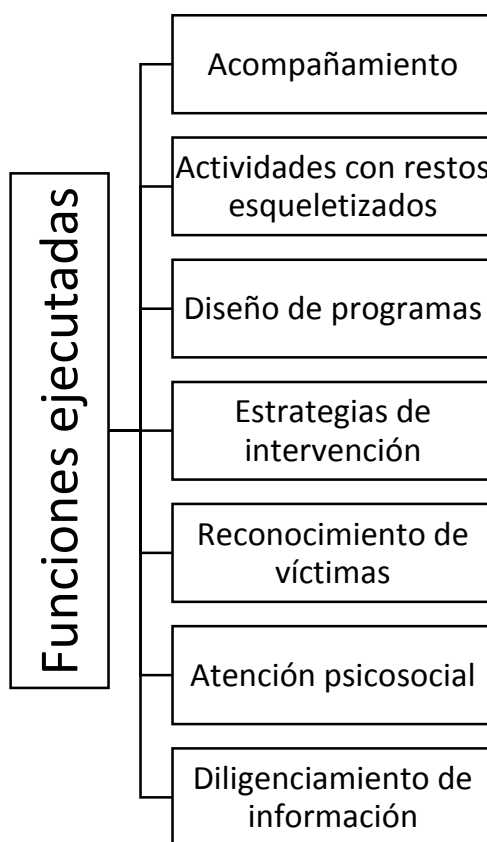 Funciones ejecutadas
Acompañamiento
Actividades con restos
esqueletizados
Diseño de programas
Estrategias de
intervención
Reconocimiento de
víctimas
Atención psicosocial
Diligenciamiento de
información